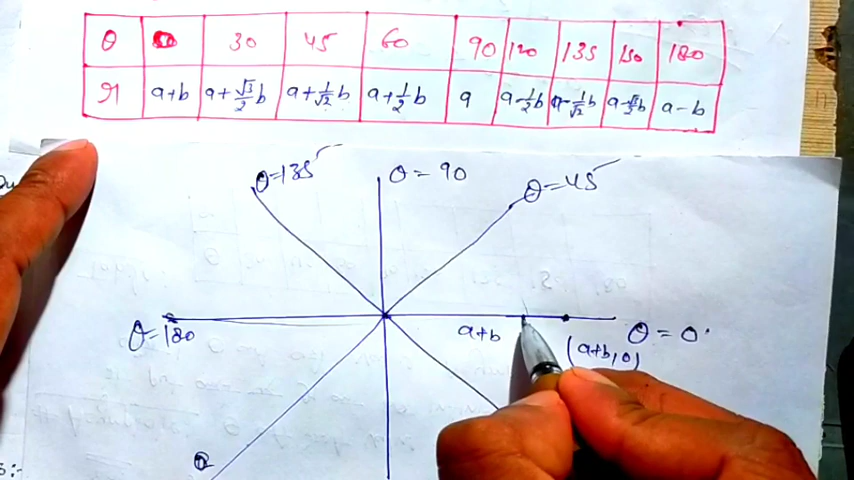 θ 0 30 45 60 90 120 135 150 180
r a+b a+√3/2 b a+1/√2 b a+1/2 b a a-1/2 b a-1/√2 b a-√3/2 b a-b
θ=135 θ=90 θ=45
θ=180 a+b θ=0°
(a+b,0)